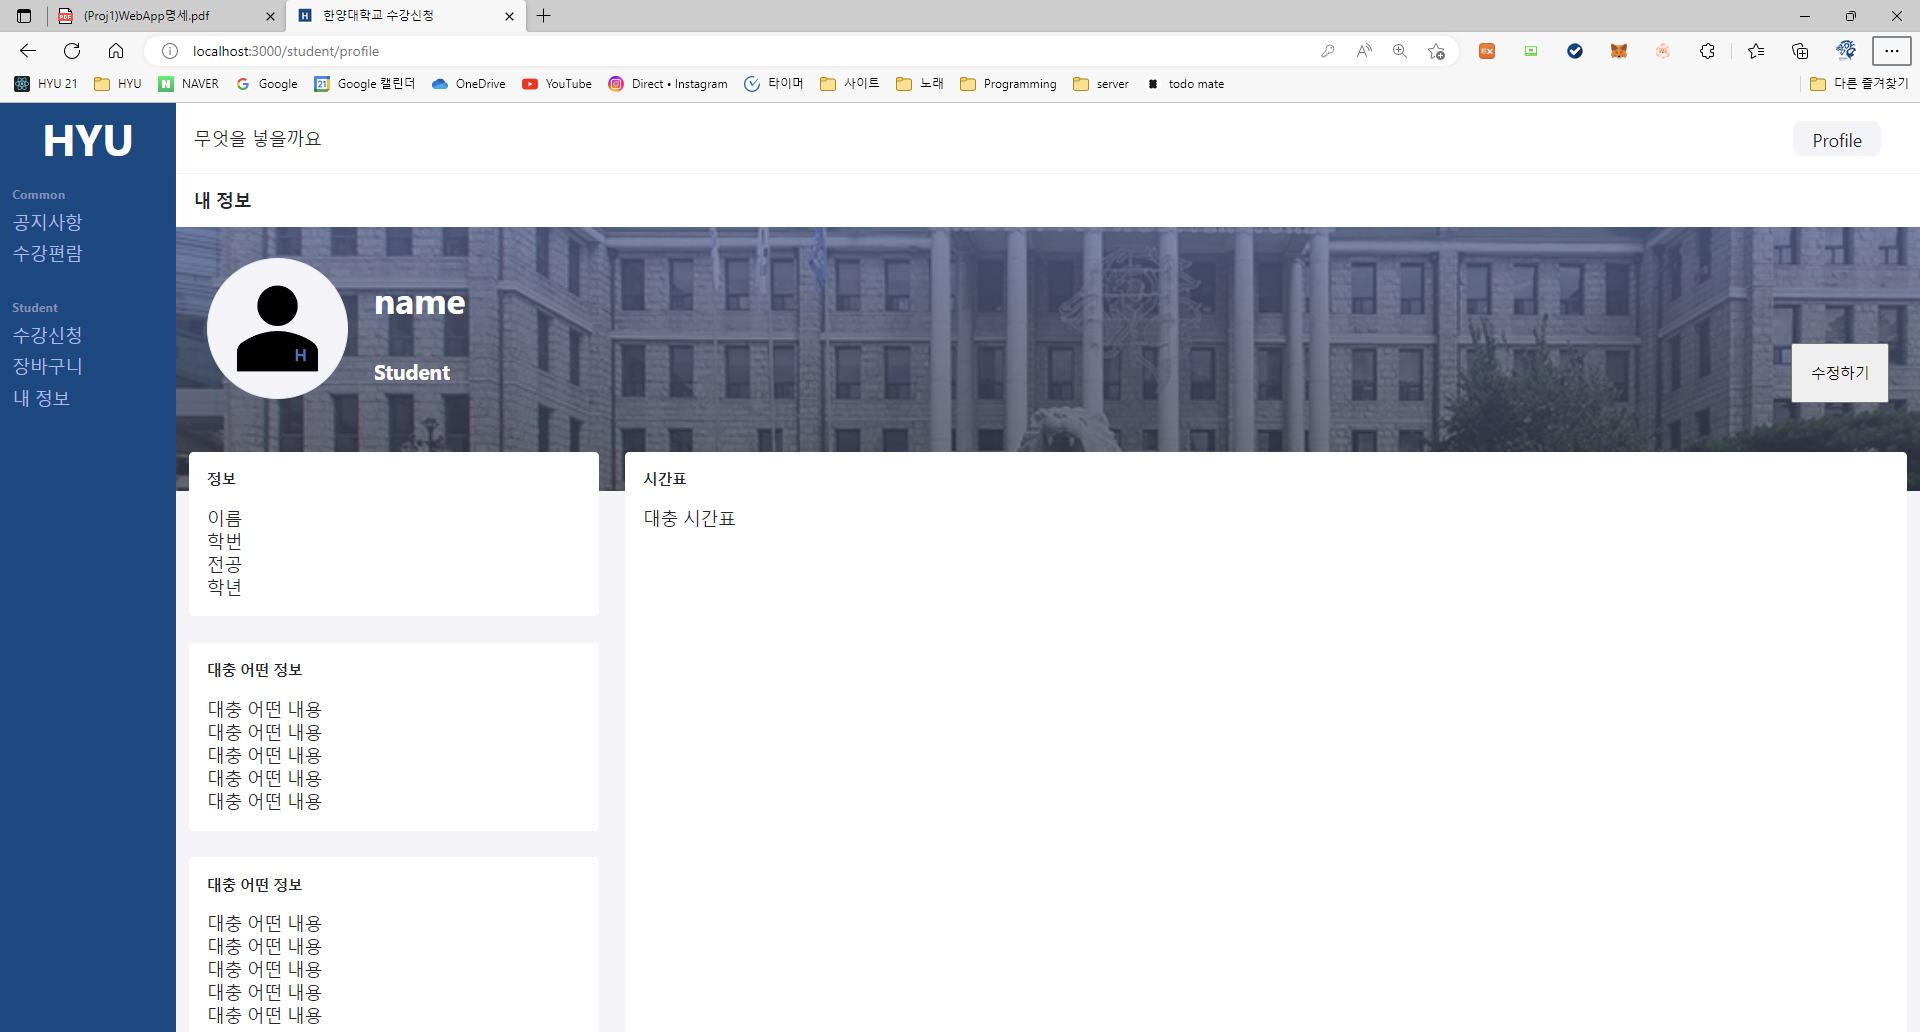 (Proj1)WebApp명세.pdf
한양대학교 수강신청
localhost:3000/student/profile
HYU 21
HYU
NAVER
Google
Google 캘린더
OneDrive
YouTube
Direct • Instagram
타이머
사이트
노래
Programming
server
todo mate
다른 즐겨찾기
HYU
Common
공지사항
수강편람
Student
수강신청
장바구니
내 정보
무엇을 넣을까요
Profile
내 정보
H
name
Student
수정하기
정보
이름
학번
전공
학년
대충 어떤 정보
대충 어떤 내용
대충 어떤 내용
대충 어떤 내용
대충 어떤 내용
대충 어떤 내용
대충 어떤 정보
대충 어떤 내용
대충 어떤 내용
대충 어떤 내용
대충 어떤 내용
대충 어떤 내용
시간표
대충 시간표